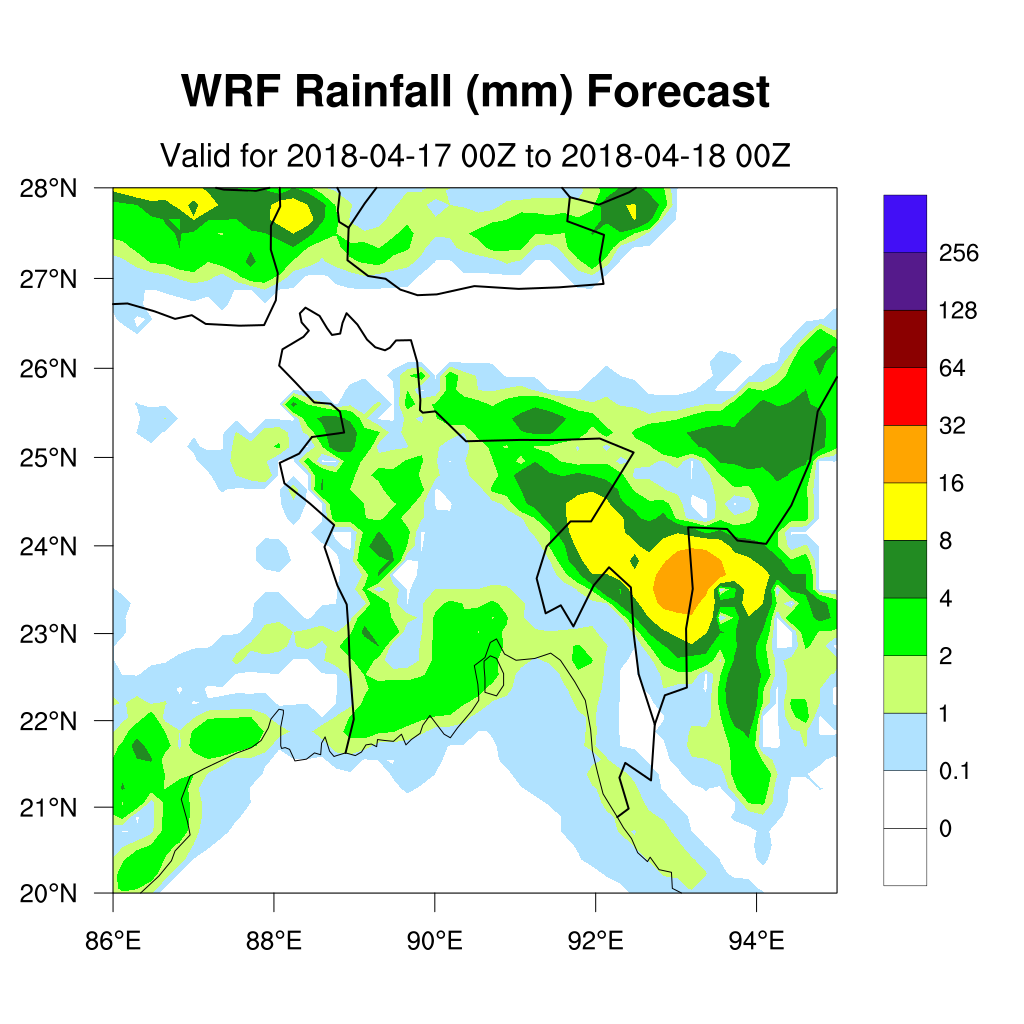 WRF Rainfall (mm) Forecast
Valid for 2018-04-17 00Z to 2018-04-18 00Z
28°N
27°N
26°N
25°N
24°N
23°N
22°N
21°N
20°N
86°E 88°E 90°E 92°E 94°E
256
128
64
32
16
8
4
2
1
0.1
0